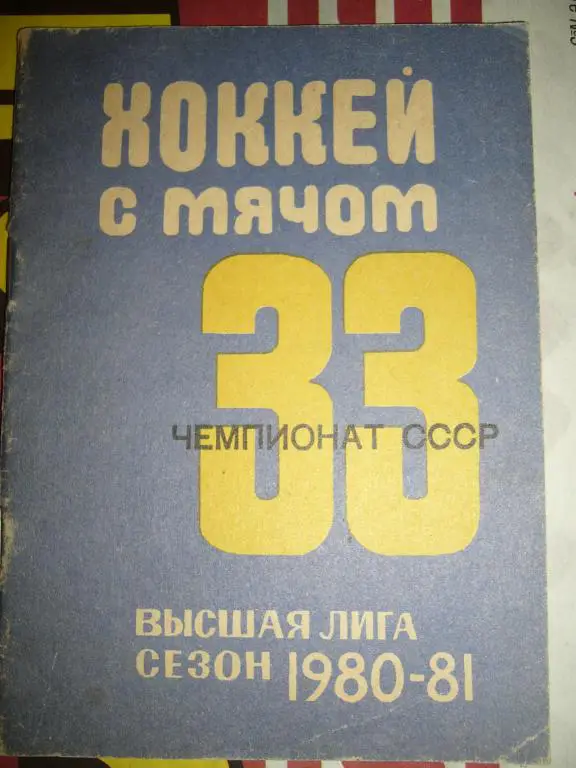 ХОККЕЙ
С МЯЧОМ
33
ЧЕМПИОНАТ СССР
ВЫСШАЯ ЛИГА
СЕЗОН 1980-81